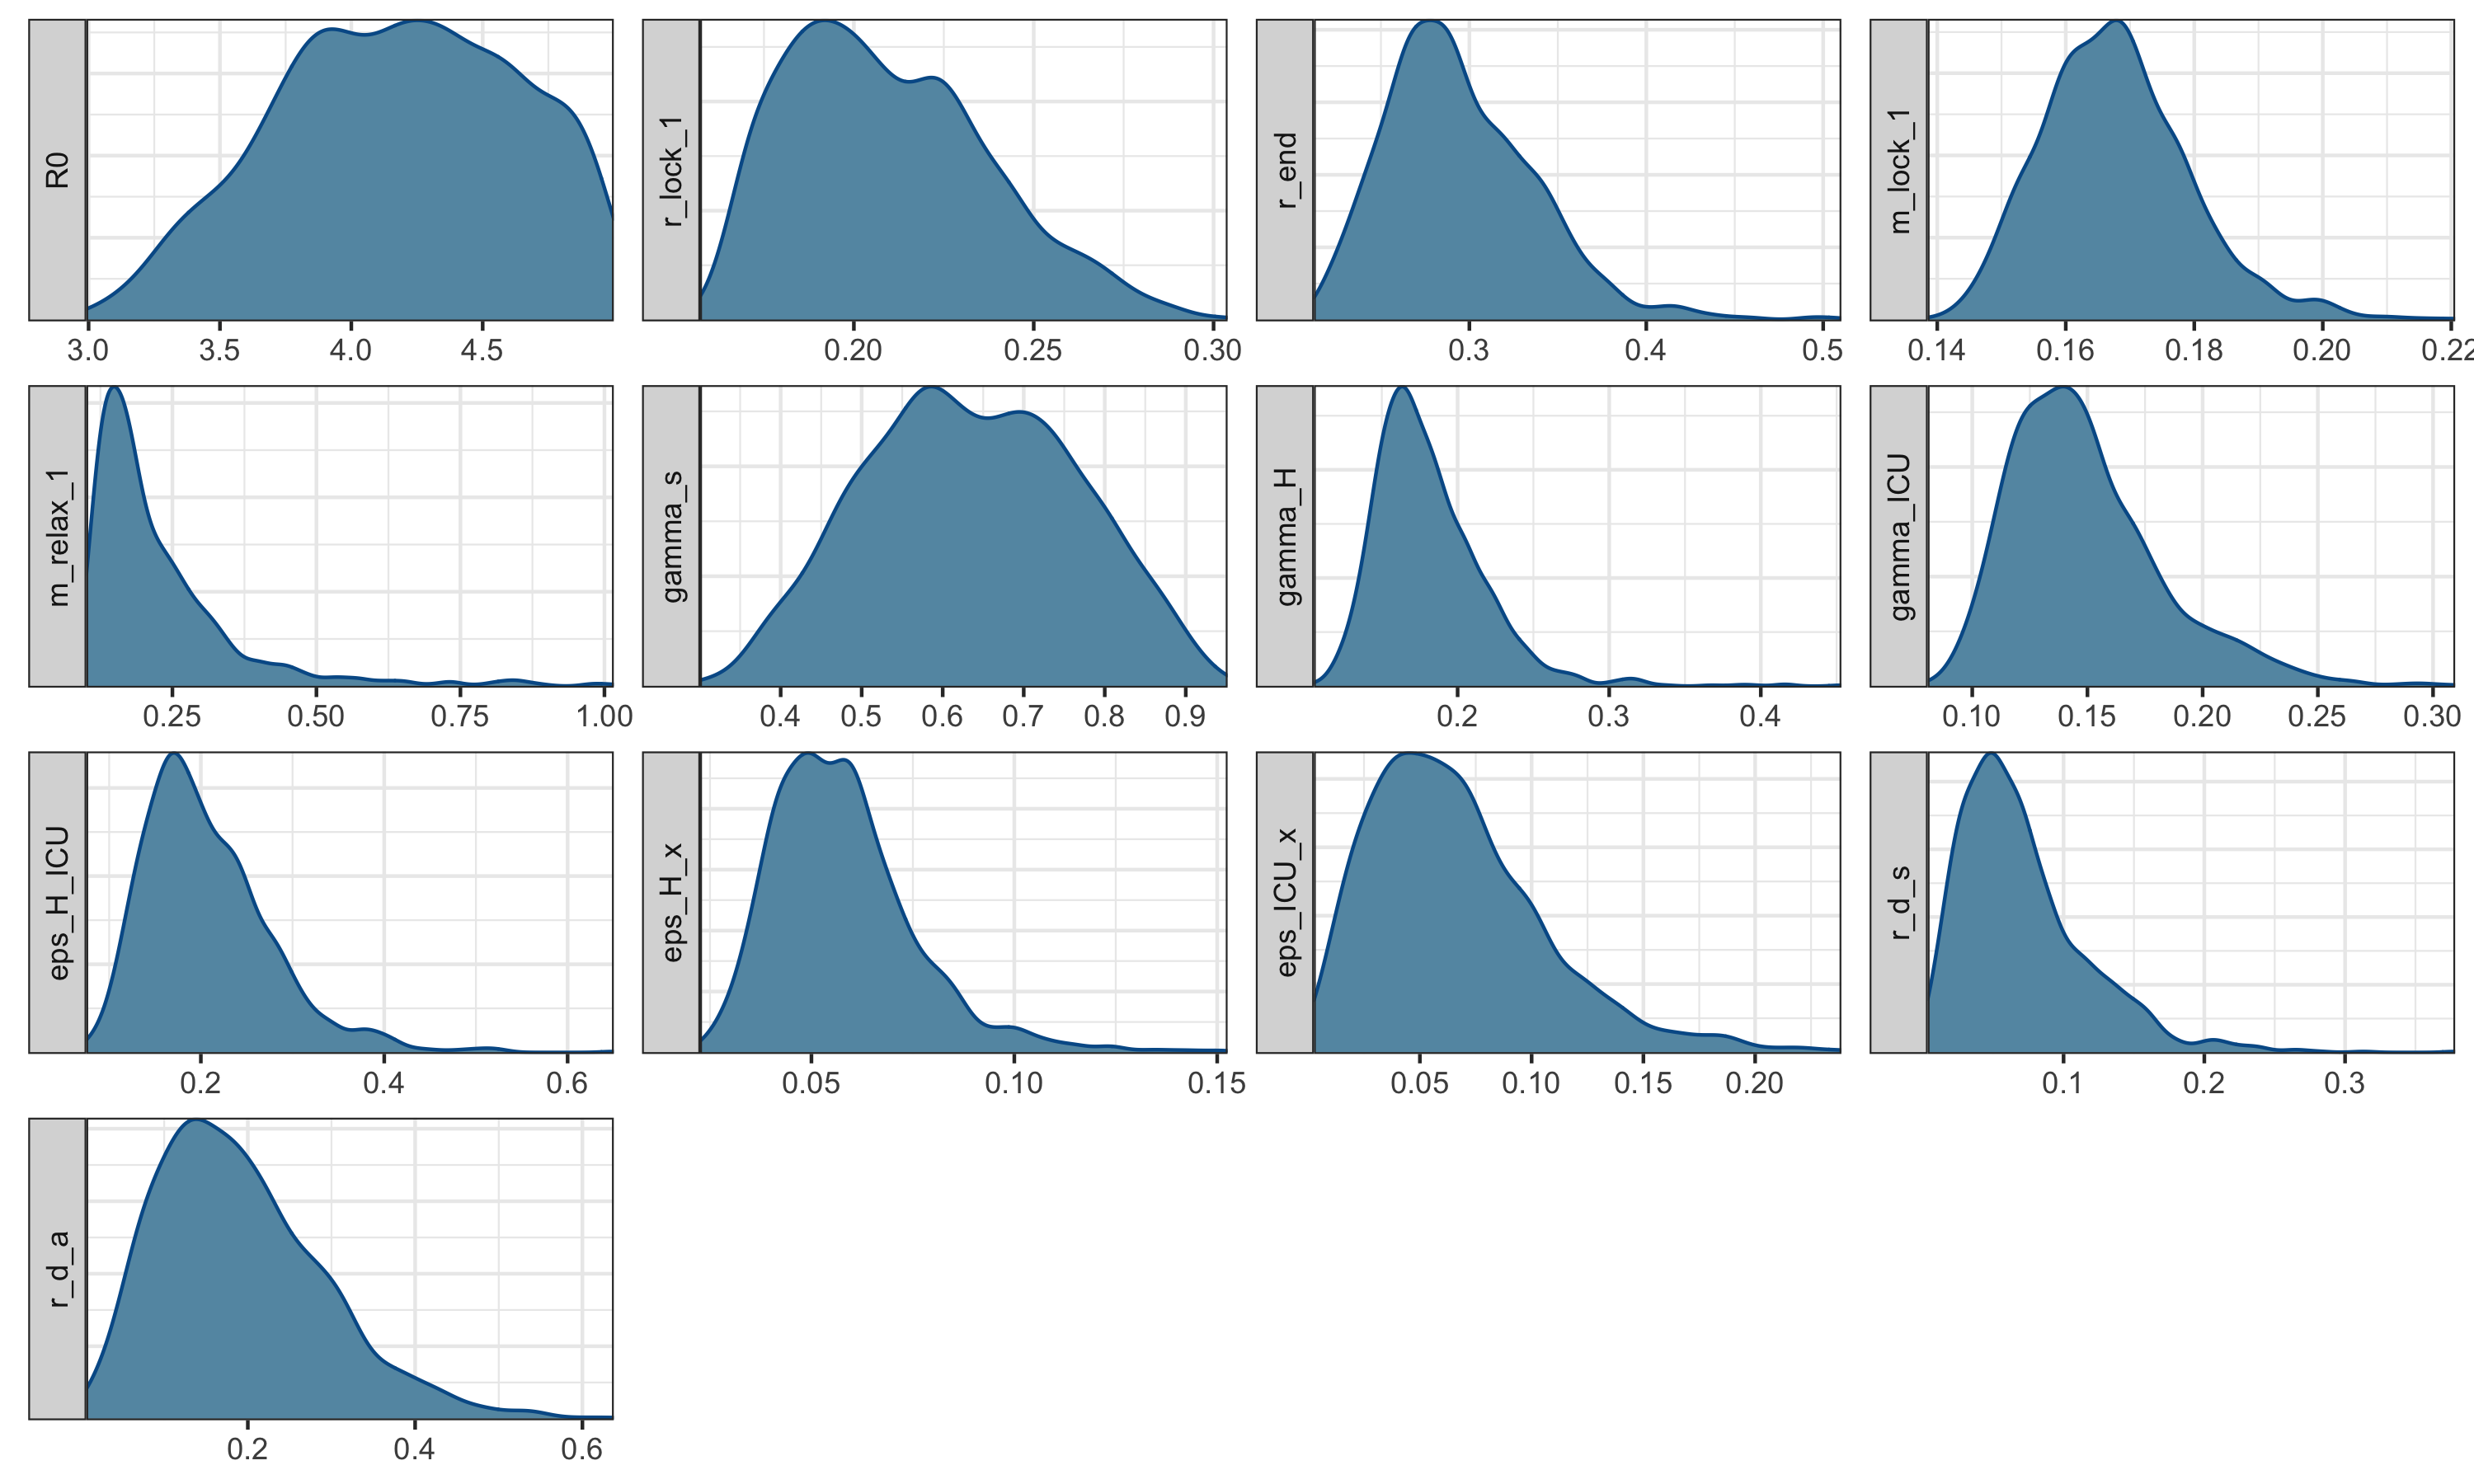 R0
3.0 3.5 4.0 4.5
r_lock_1
0.20 0.25 0.30
r_end
0.3 0.4 0.5
m_lock_1
0.14 0.16 0.18 0.20 0.22
m_relax_1
0.25 0.50 0.75 1.00
gamma_s
0.4 0.5 0.6 0.7 0.8 0.9
gamma_H
0.2 0.3 0.4
gamma_ICU
0.10 0.15 0.20 0.25 0.30
eps_H_ICU
0.2 0.4 0.6
eps_H_x
0.05 0.10 0.15
eps_ICU_x
0.05 0.10 0.15 0.20
r_d_s
0.1 0.2 0.3
r_d_a
0.2 0.4 0.6